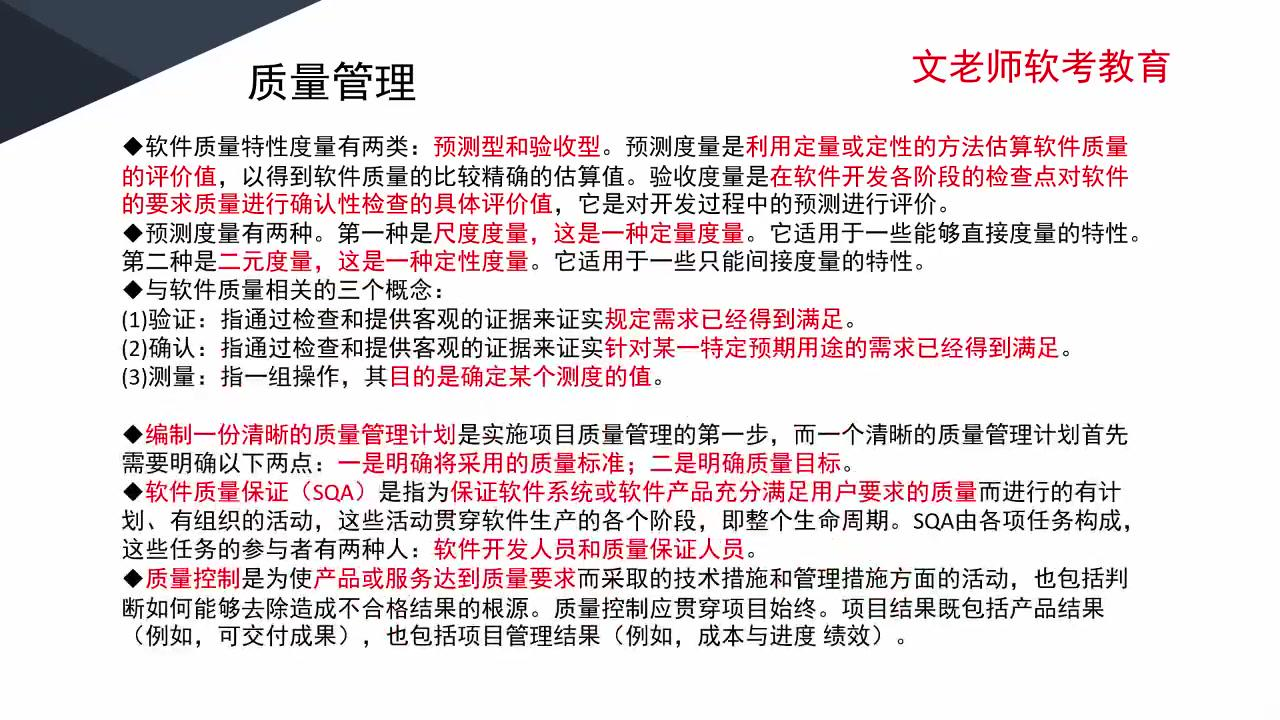 质量管理
文老师软考教育
◆软件质量特性度量有两类：预测型和验收型。预测度量是利用定量或定性的方法估算软件质量
的评价值，以得到软件质量的比较精确的估算值。验收度量是在软件开发各阶段的检查点对软件
的要求质量进行确认性检查的具体评价值，它是对开发过程中的预测进行评价。
◆预测度量有两种。第一种是尺度度量，这是一种定量度量。它适用于一些能够直接度量的特性。
第二种是二元度量，这是一种定性度量。它适用于一些只能间接度量的特性。
◆与软件质量相关的三个概念：
(1)验证：指通过检查和提供客观的证据来证实规定需求已经得到满足。
(2)确认：指通过检查和提供客观的证据来证实针对某一特定预期用途的需求已经得到满足。
(3)测量：指一组操作，其目的是确定某个测度的值。
◆编制一份清晰的质量管理计划是实施项目质量管理的第一步，而一个清晰的质量管理计划首先
需要明确以下两点：一是明确将采用的质量标准；二是明确质量目标。
◆软件质量保证（SQA）是指为保证软件系统或软件产品充分满足用户要求的质量而进行的有计
划、有组织的活动，这些活动贯穿软件生产的各个阶段，即整个生命周期。SQA由各项任务构成，
这些任务的参与者有两种人：软件开发人员和质量保证人员。
◆质量控制是为使产品或服务达到质量要求而采取的技术措施和管理措施方面的活动，也包括判
断如何能够去除造成不合格结果的根源。质量控制应贯穿项目始终。项目结果既包括产品结果
（例如，可交付成果），也包括项目管理结果（例如，成本与进度 绩效）。